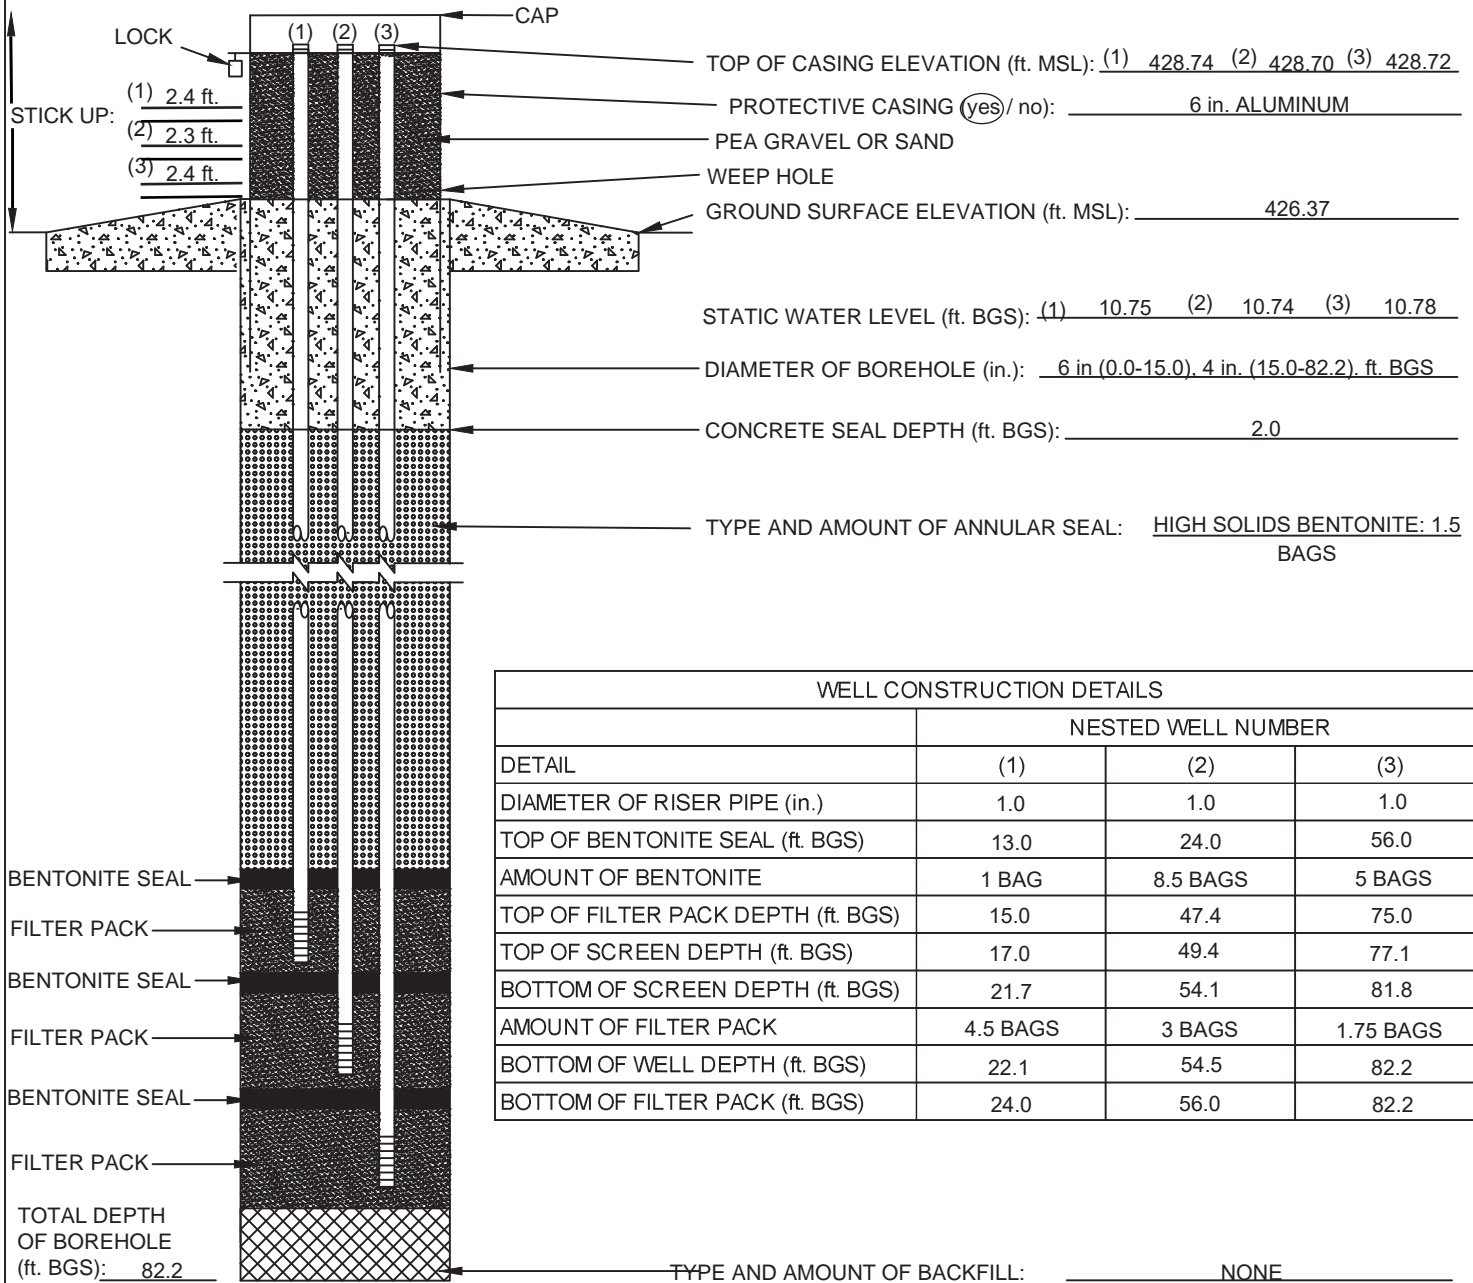 CAP
(1) (2) (3)
LOCK
TOP OF CASING ELEVATION (ft. MSL): (1) 428.74 (2) 428.70 (3) 428.72
STICK UP: (1) 2.4 ft.
(2) 2.3 ft.
(3) 2.4 ft.
PROTECTIVE CASING (yes / no): 6 in. ALUMINUM
PEA GRAVEL OR SAND
WEEP HOLE
GROUND SURFACE ELEVATION (ft. MSL): 426.37
STATIC WATER LEVEL (ft. BGS): (1) 10.75 (2) 10.74 (3) 10.78
DIAMETER OF BOREHOLE (in.): 6 in (0.0-15.0), 4 in. (15.0-82.2). ft. BGS
CONCRETE SEAL DEPTH (ft. BGS): 2.0
TYPE AND AMOUNT OF ANNULAR SEAL: HIGH SOLIDS BENTONITE: 1.5
BAGS
WELL CONSTRUCTION DETAILS
NESTED WELL NUMBER
DETAIL (1) (2) (3)
DIAMETER OF RISER PIPE (in.) 1.0 1.0 1.0
TOP OF BENTONITE SEAL (ft. BGS) 13.0 24.0 56.0
AMOUNT OF BENTONITE 1 BAG 8.5 BAGS 5 BAGS
TOP OF FILTER PACK DEPTH (ft. BGS) 15.0 47.4 75.0
TOP OF SCREEN DEPTH (ft. BGS) 17.0 49.4 77.1
BOTTOM OF SCREEN DEPTH (ft. BGS) 21.7 54.1 81.8
AMOUNT OF FILTER PACK 4.5 BAGS 3 BAGS 1.75 BAGS
BOTTOM OF WELL DEPTH (ft. BGS) 22.1 54.5 82.2
BOTTOM OF FILTER PACK (ft. BGS) 24.0 56.0 82.2
BENTONITE SEAL
FILTER PACK
BENTONITE SEAL
FILTER PACK
BENTONITE SEAL
FILTER PACK
TOTAL DEPTH
OF BOREHOLE
(ft. BGS): 82.2
TYPE AND AMOUNT OF BACKFILL: NONE